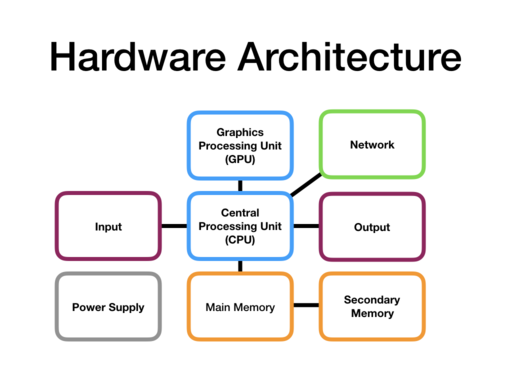 Hardware Architecture
Graphics
Processing Unit
(GPU)
Network
Input
Central
Processing Unit
(CPU)
Output
Power Supply
Main Memory
Secondary
Memory